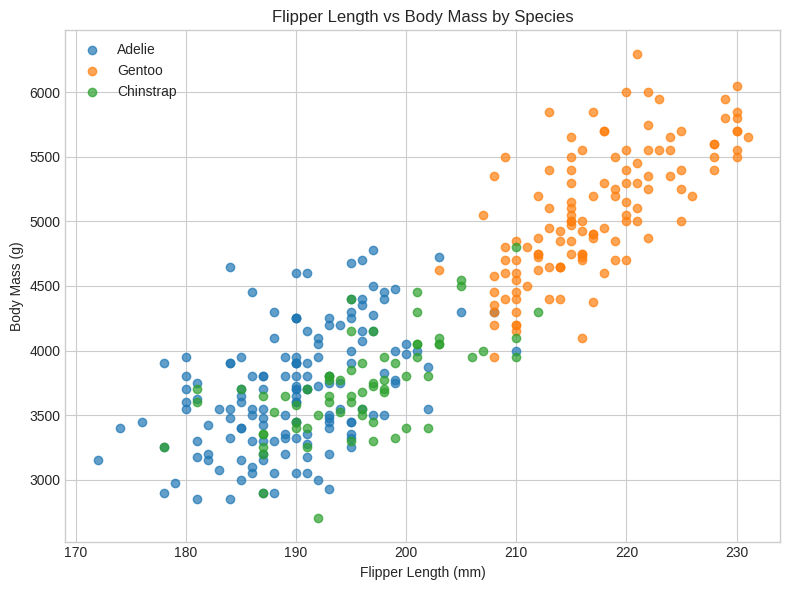 Flipper Length vs Body Mass by Species
Adelie
Gentoo
Chinstrap
6000
5500
5000
4500
4000
3500
3000
Body Mass (g)
170 180 190 200 210 220 230
Flipper Length (mm)